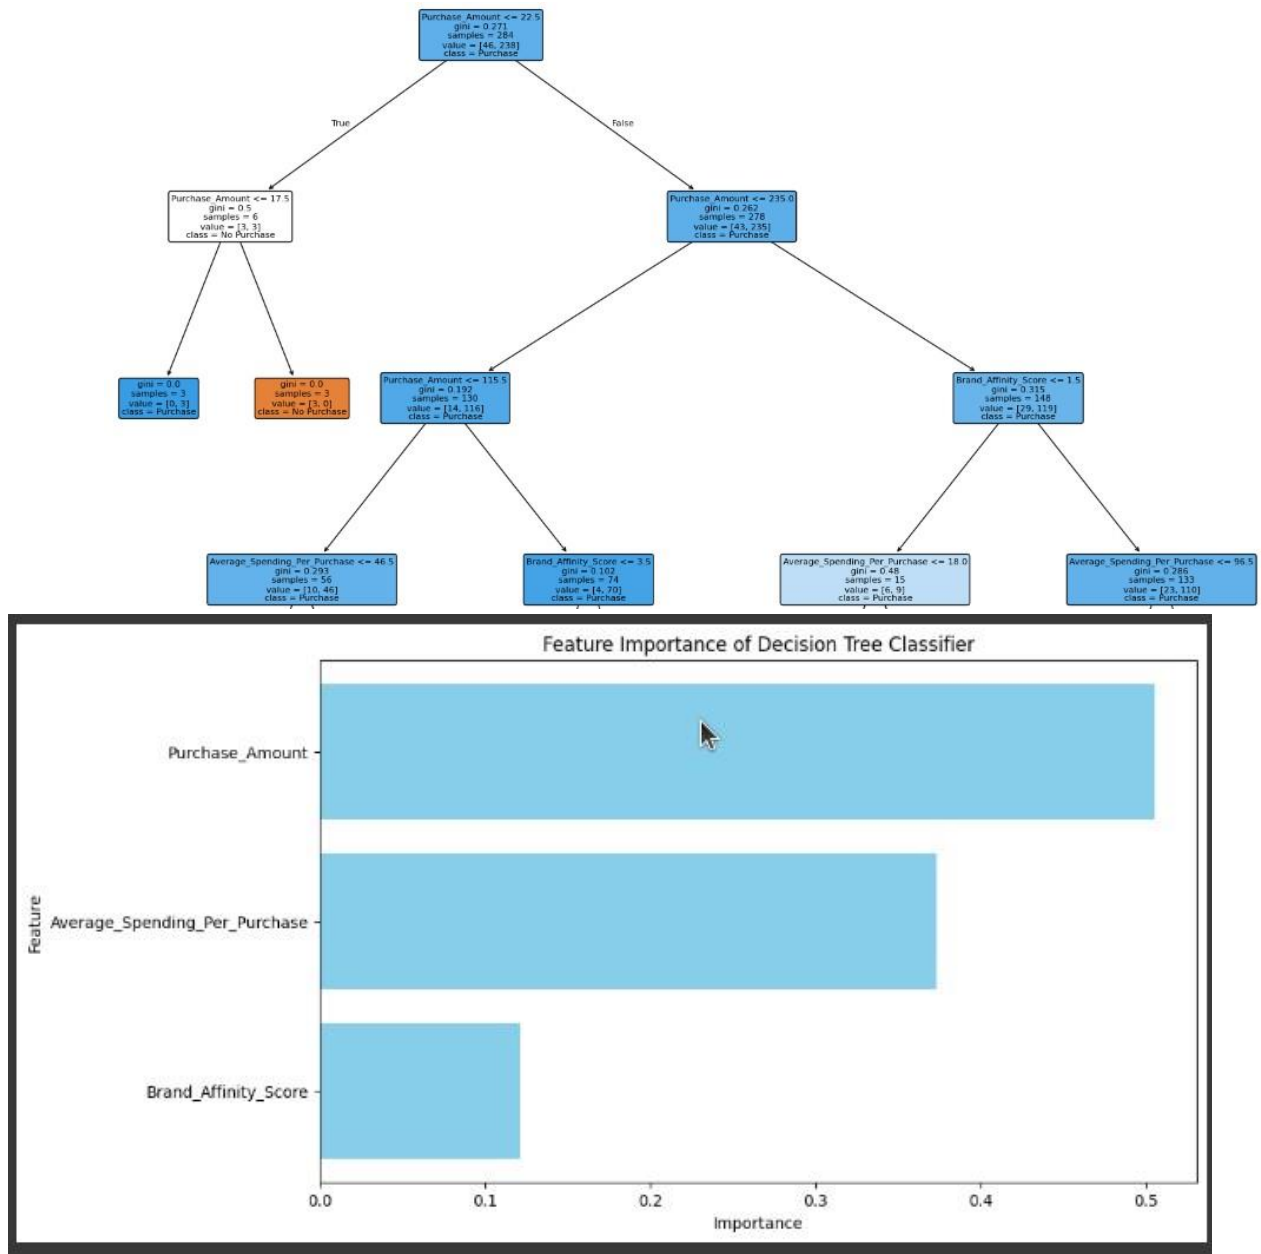 Purchase_Amount <= 22.5
gini = 0.271
samples = 284
value = [46, 238]
class = Purchase
True
False
Purchase_Amount <= 17.5
gini = 0.5
samples = 6
value = [3, 3]
class = No Purchase
Purchase_Amount <= 235.0
gini = 0.262
samples = 278
value = [43, 235]
class = Purchase
gini = 0.0
samples = 3
value = [0, 3]
class = Purchase
gini = 0.0
samples = 3
value = [3, 0]
class = No Purchase
Purchase_Amount <= 115.5
gini = 0.192
samples = 130
value = [14, 116]
class = Purchase
Brand_Affinity_Score <= 1.5
gini = 0.315
samples = 148
value = [29, 119]
class = Purchase
Average_Spending_Per_Purchase <= 46.5
gini = 0.293
samples = 56
value = [10, 46]
class = Purchase
Brand_Affinity_Score <= 3.5
gini = 0.102
samples = 74
value = [4, 70]
class = Purchase
Average_Spending_Per_Purchase <= 18.0
gini = 0.48
samples = 15
value = [6, 9]
class = Purchase
Average_Spending_Per_Purchase <= 96.5
gini = 0.286
samples = 133
value = [23, 110]
class = Purchase
Feature Importance of Decision Tree Classifier
Feature
Purchase_Amount
Average_Spending_Per_Purchase
Brand_Affinity_Score
0.0
0.1
0.2
0.3
0.4
0.5
Importance